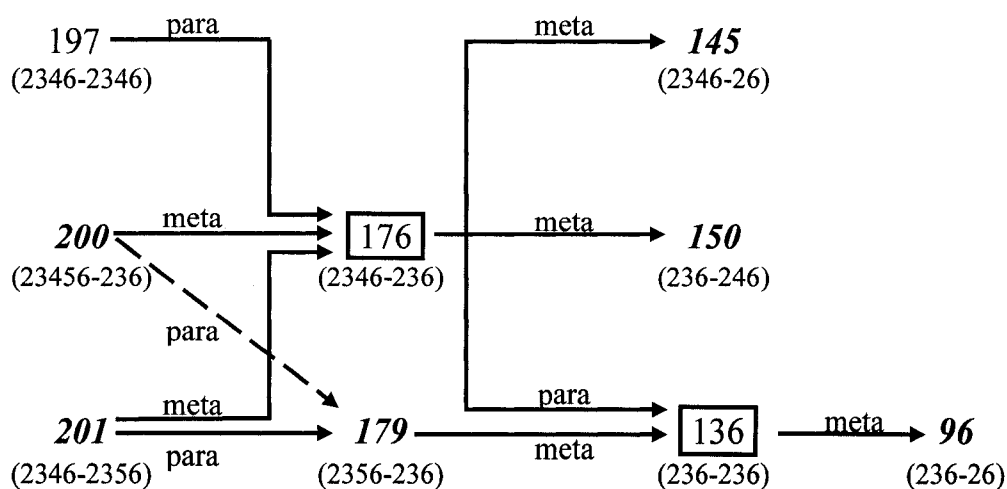 197
(2346-2346)
para
meta
145
(2346-26)
200
(23456-236)
meta
176
(2346-236)
meta
150
(236-246)
para
201
(2346-2356)
meta
para
179
(2356-236)
para
meta
136
(236-236)
meta
96
(236-26)